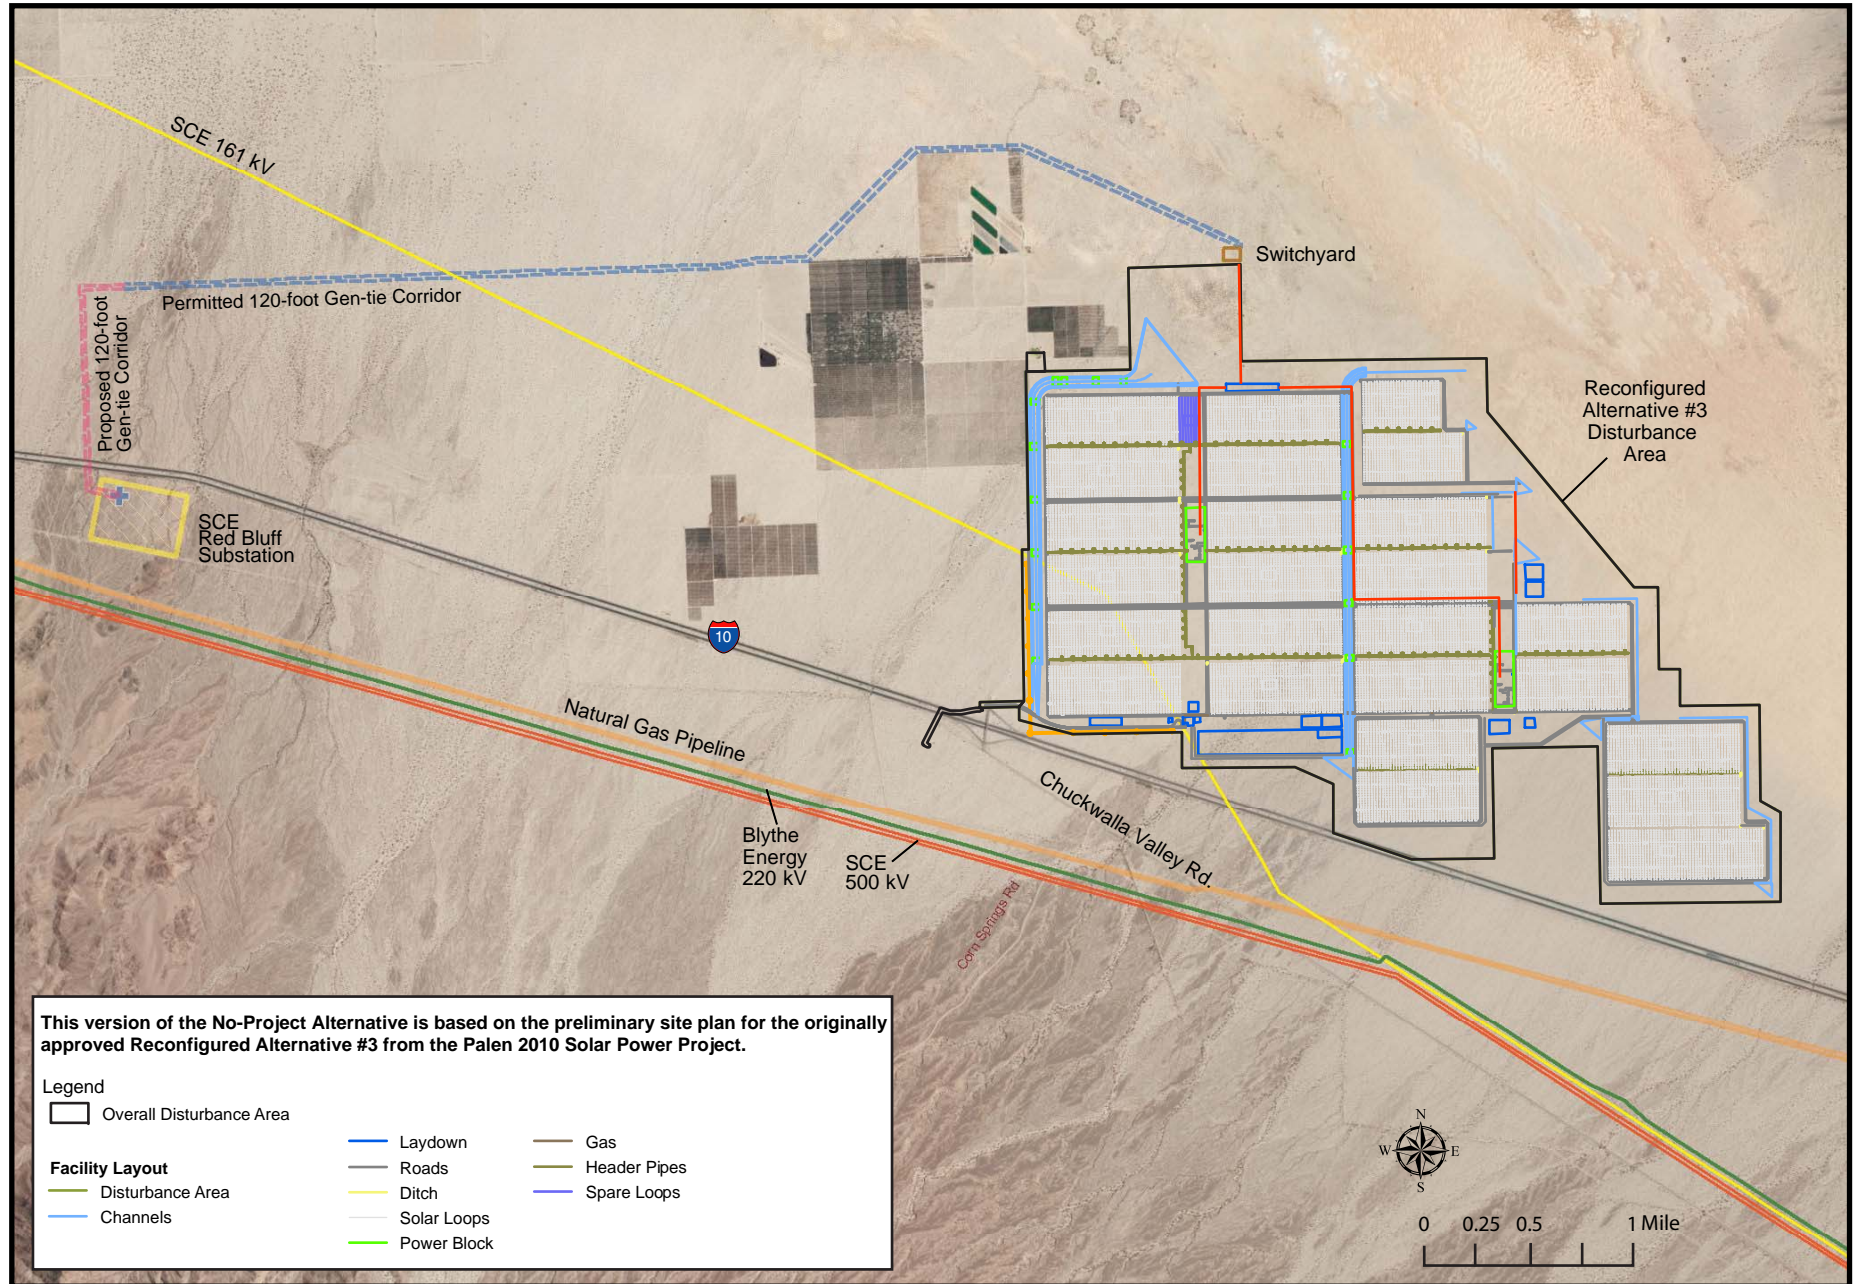 SCE 161 kV
Switchyard
Permitted 120-foot Gen-tie Corridor
Proposed 120-foot
Gen-tie Corridor
Reconfigured
Alternative #3
Disturbance
Area
SCE
Red Bluff
Substation
10
Natural Gas Pipeline
Chuckwalla Valley Rd.
Blythe
Energy
220 kV
SCE
500 kV
Corn Springs Rd
This version of the No-Project Alternative is based on the preliminary site plan for the originally
approved Reconfigured Alternative #3 from the Palen 2010 Solar Power Project.
Legend
Overall Disturbance Area
Facility Layout
Disturbance Area
Channels
Laydown
Roads
Ditch
Solar Loops
Power Block
Gas
Header Pipes
Spare Loops
N
W E
S
0 0.25 0.5 1 Mile